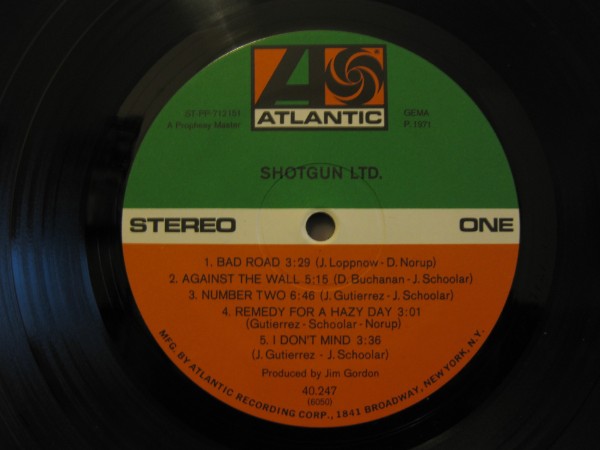 ATLANTIC
ST-PP-712181
A Prophesy Master
GEMA
P. 1971
SHOTGUN LTD.
STEREO
ONE
1. BAD ROAD 3:29 (J. Loppnow - D. Norup)
2. AGAINST THE WALL 5:15 (D. Buchanan - J. Schoolar)
3. NUMBER TWO 6:46 (J. Gutierrez - J. Schoolar)
4. REMEDY FOR A HAZY DAY 3:01
(Gutierrez - Schoolar - Norup)
5. I DON'T MIND 3:36
(J. Gutierrez - J. Schoolar)
Produced by Jim Gordon
40.247
(6050)
MFG. BY ATLANTIC RECORDING CORP., 1841 BROADWAY, NEW YORK, N.Y.